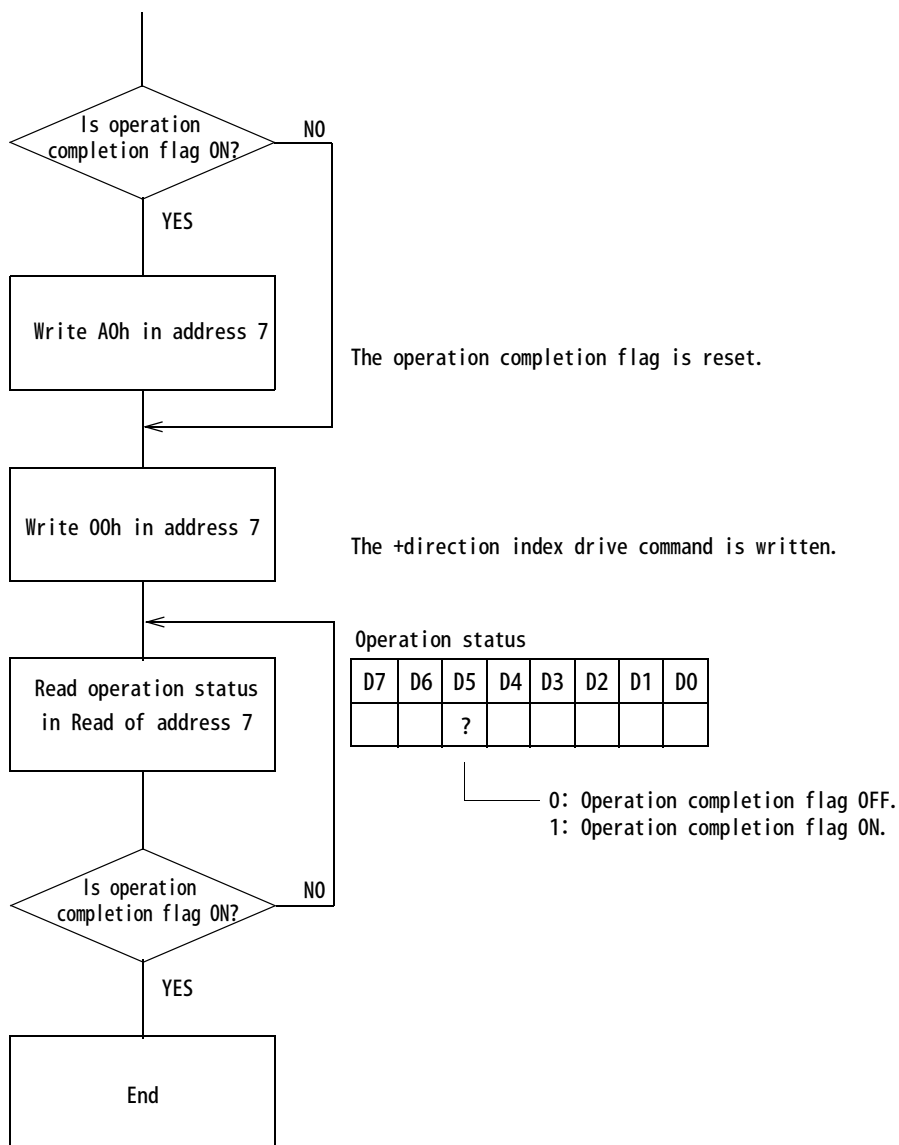 Is operation
completion flag ON?
NO
YES
Write A0h in address 7
The operation completion flag is reset.
Write 00h in address 7
The +direction index drive command is written.
Operation status
D7 D6 D5 D4 D3 D2 D1 D0
?
Read operation status
in Read of address 7
0: Operation completion flag OFF.
1: Operation completion flag ON.
Is operation
completion flag ON?
NO
YES
End